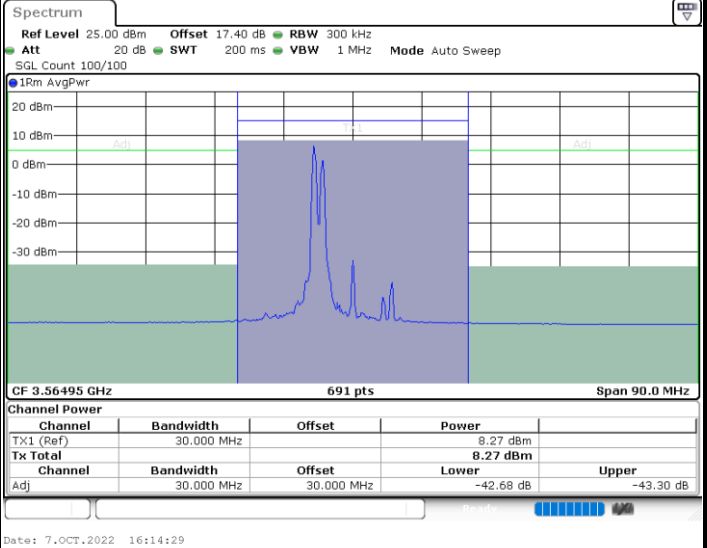 Spectrum
Ref Level 25.00 dBm Offset 17.40 dB RBW 300 kHz
Att 20 dB SWT 200 ms VBW 1 MHz Mode Auto Sweep
SGL Count 100/100
1Rm AvgPwr
20 dBm
TX1
10 dBm
Adj Adj
0 dBm
-10 dBm
-20 dBm
-30 dBm
CF 3.56495 GHz 691 pts Span 90.0 MHz
Channel Power
Channel Bandwidth Offset Power
TX1 (Ref) 30.000 MHz 8.27 dBm
Tx Total 8.27 dBm
Channel Bandwidth Offset Lower Upper
Adj 30.000 MHz 30.000 MHz -42.68 dB -43.30 dB
Ready
Date: 7.OCT.2022 16:14:29